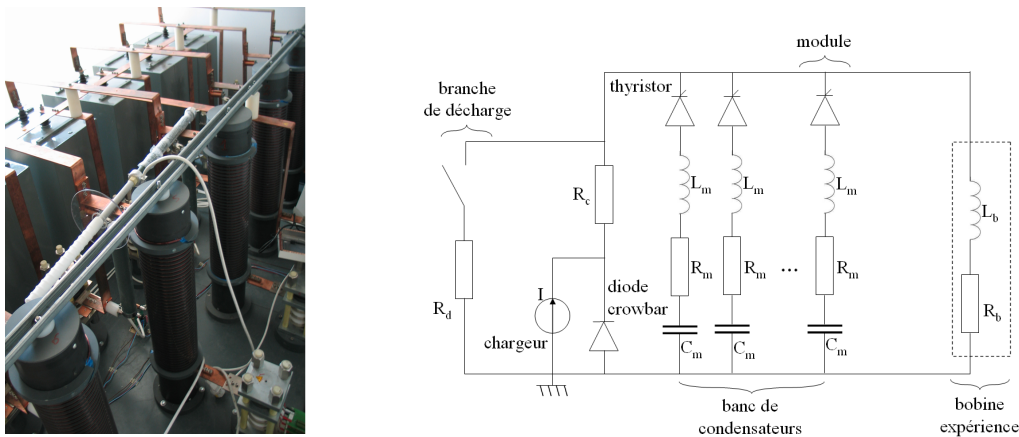 module
branche
de décharge
thyristor
L_m
L_m
L_m
R_c
L_b
R_m
R_m
...
R_m
diode
crowbar
I
R_d
chargeur
R_b
C_m
C_m
C_m
banc de
condensateurs
bobine
expérience